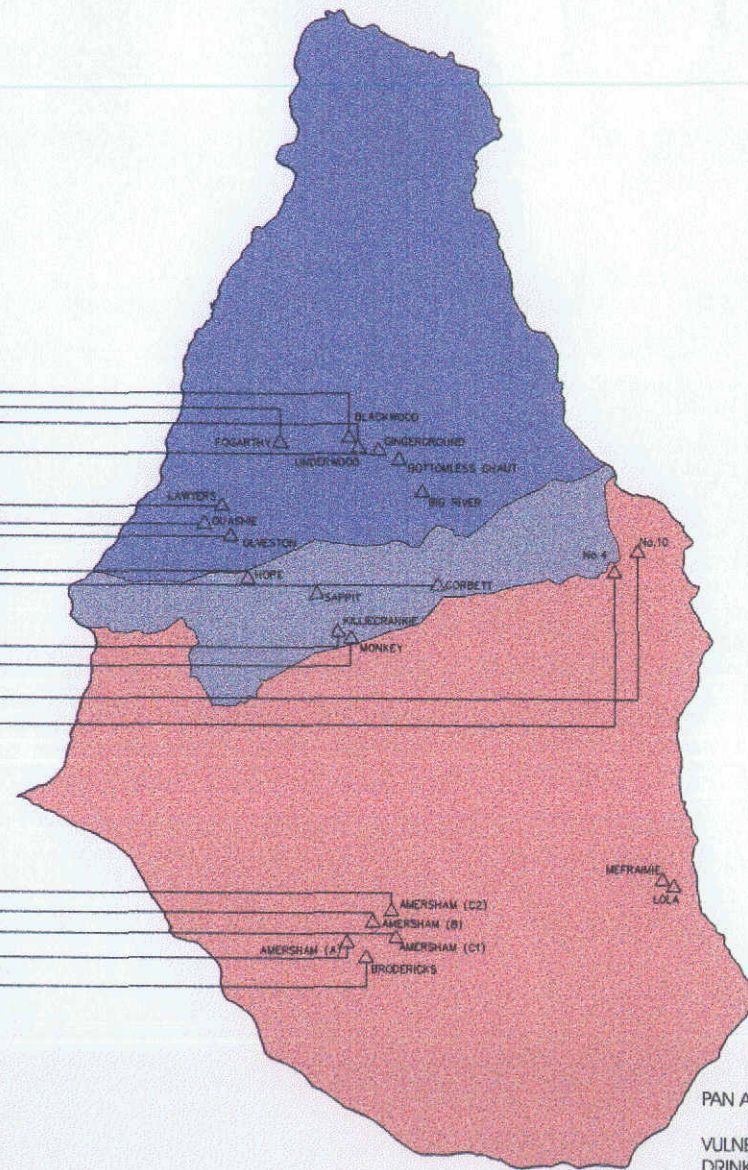 BLACKWOOD
FOGARTHY
GINGERGROUND
UNDERWOOD
BOTTOMLESS GHAUT
LAWYERS
BIG RIVER
QUASHIE
OLVESTON
No.10
No.4
HOPE
CORBETT
SAPPIT
KILLIECRANKIE
MONKEY
MEFRAIMIE
LOLA
AMERSHAM (C2)
AMERSHAM (B)
AMERSHAM (A)
AMERSHAM (C1)
BRODERICKS
PAN A
VULNE
DRINK